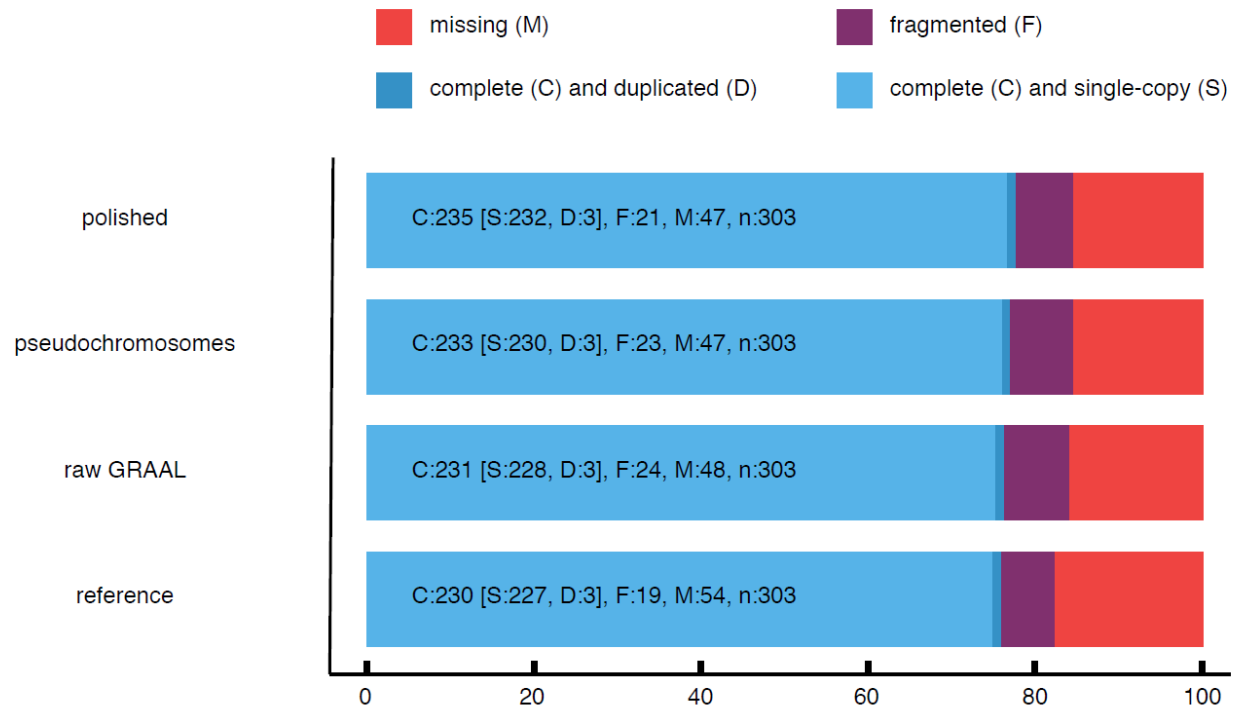 missing (M)
fragmented (F)
complete (C) and duplicated (D)
complete (C) and single-copy (S)
polished
C:235 [S:232, D:3], F:21, M:47, n:303
pseudochromosomes
C:233 [S:230, D:3], F:23, M:47, n:303
raw GRAAL
C:231 [S:228, D:3], F:24, M:48, n:303
reference
C:230 [S:227, D:3], F:19, M:54, n:303
0 20 40 60 80 100